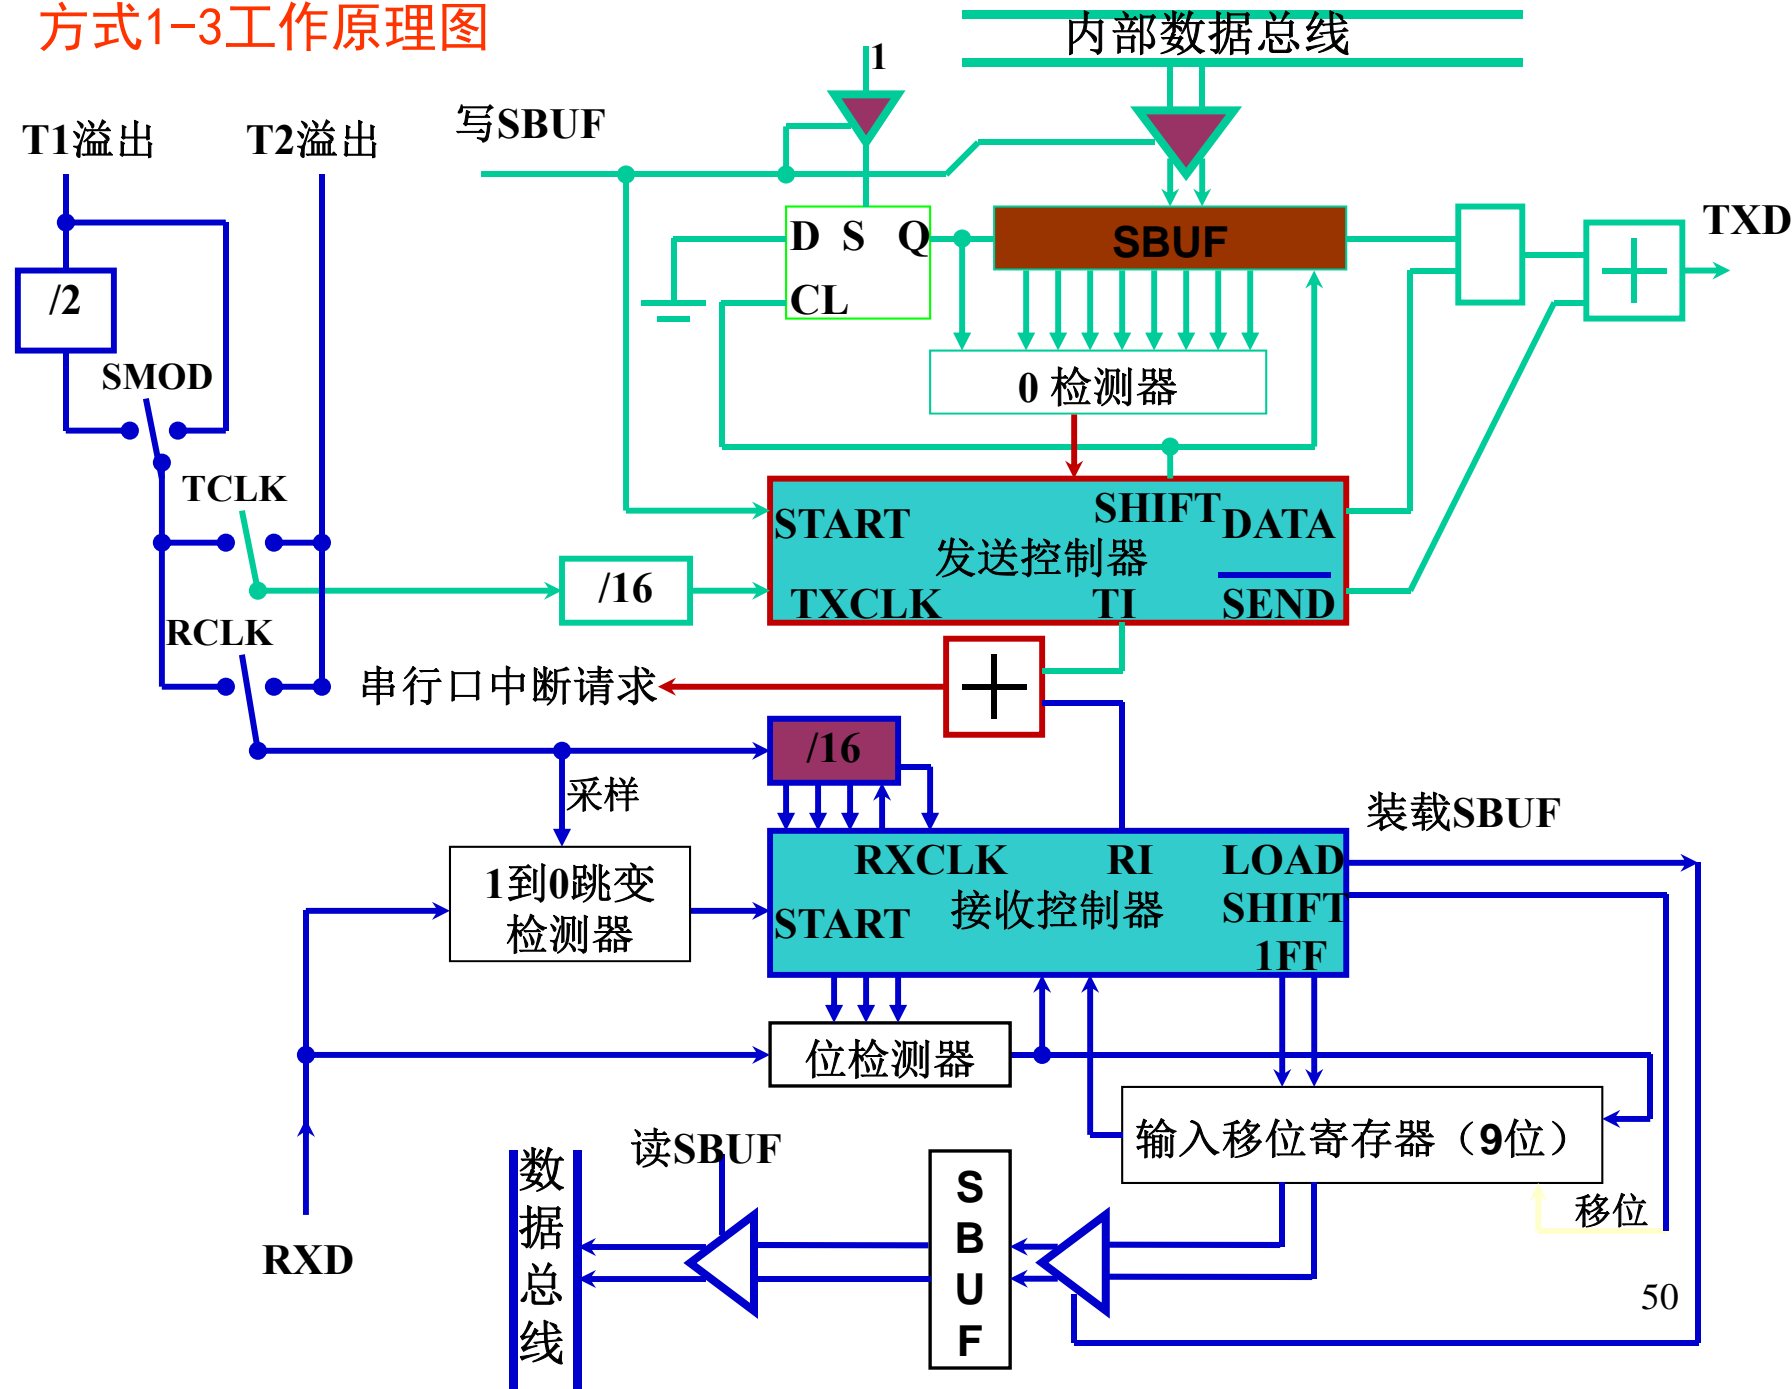 方式1-3工作原理图
内部数据总线
1
写SBUF
T1溢出
T2溢出
TXD
D S Q
SBUF
/2
CL
SMOD
0 检测器
TCLK
SHIFT
START
DATA
发送控制器
/16
TXCLK
TI
SEND
RCLK
串行口中断请求
/16
采样
装载SBUF
RXCLK
RI
LOAD
1到0跳变
检测器
接收控制器
SHIFT
START
1FF
位检测器
输入移位寄存器（9位）
读SBUF
数据总线
SBUF
移位
RXD
50